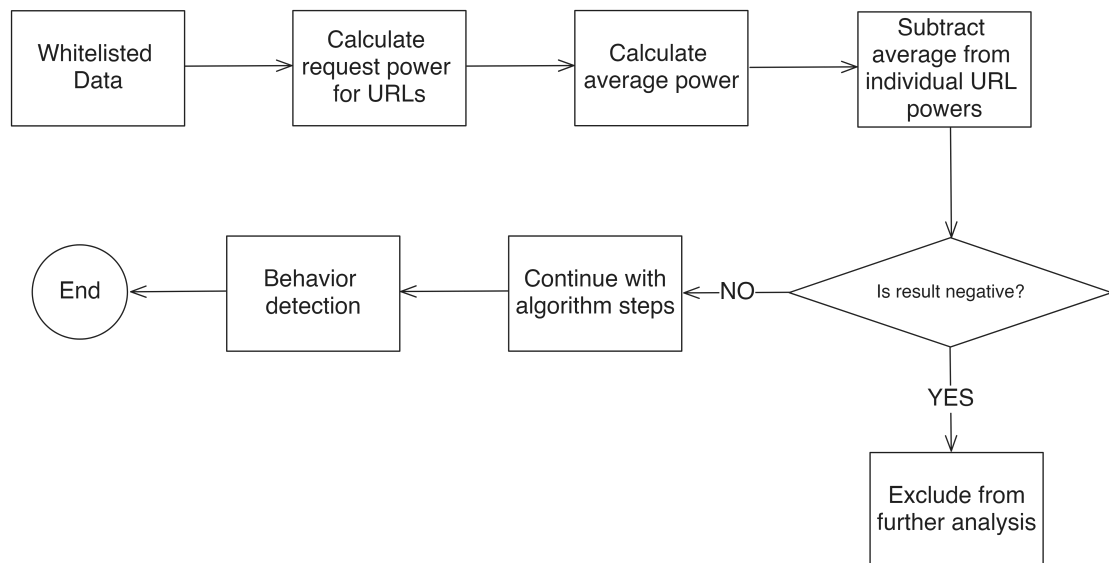 Whitelisted
Data
Calculate
request power
for URLs
Calculate
average power
Subtract
average from
individual URL
powers
End
Behavior
detection
Continue with
algorithm steps
NO
Is result negative?
YES
Exclude from
further analysis